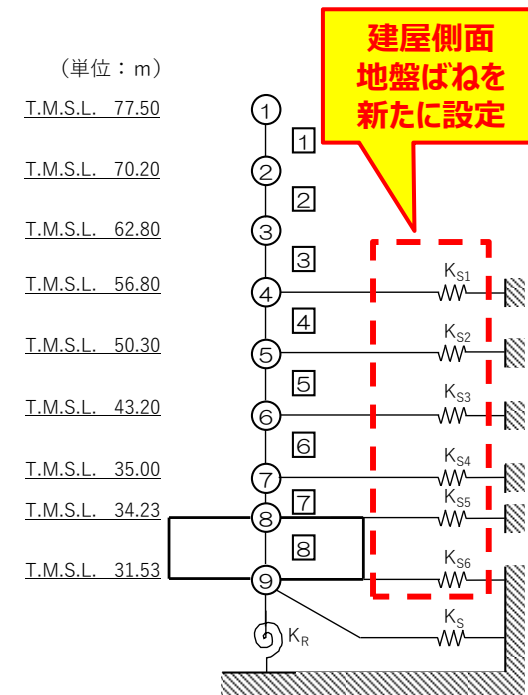 建屋側面
地盤ばねを
新たに設定
（単位：m）
T.M.S.L. 77.50
①
1
T.M.S.L. 70.20
②
2
T.M.S.L. 62.80
③
3
T.M.S.L. 56.80
④
KS1
4
T.M.S.L. 50.30
⑤
KS2
5
T.M.S.L. 43.20
⑥
KS3
6
T.M.S.L. 35.00
⑦
KS4
7
T.M.S.L. 34.23
⑧
KS5
8
T.M.S.L. 31.53
⑨
KS6
KS
KR